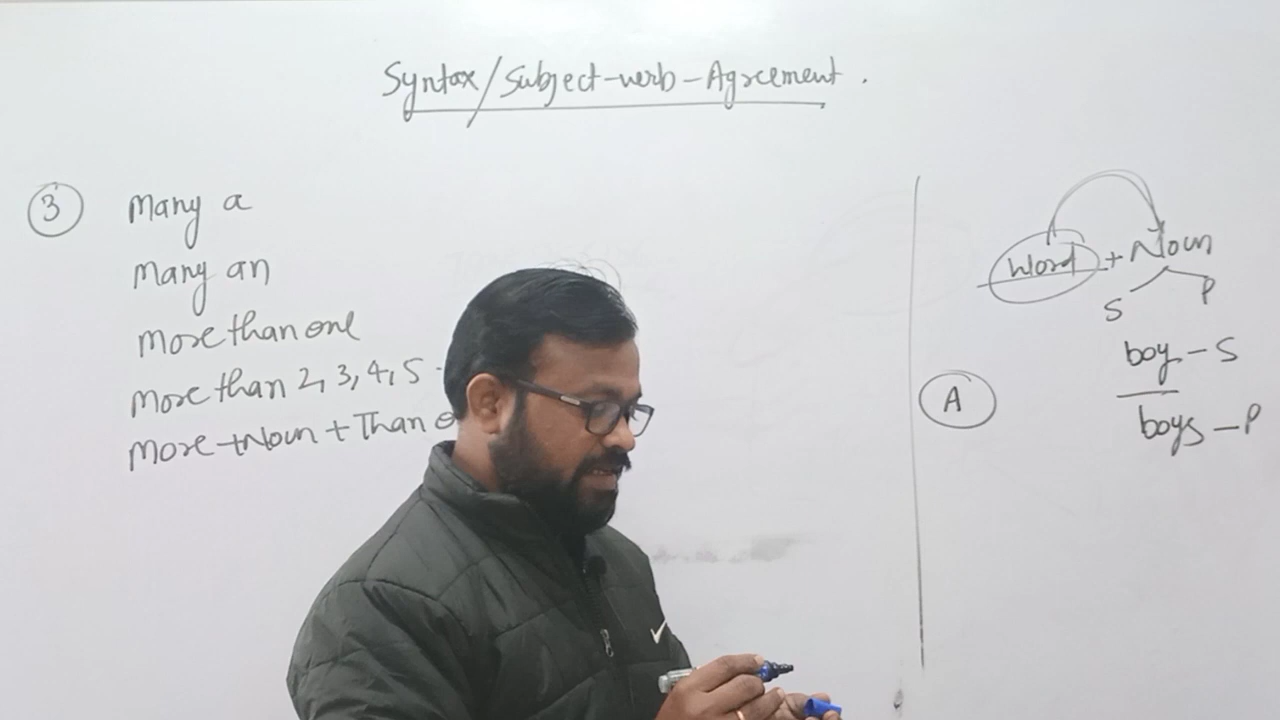 Syntax/Subject-verb-Agreement.
3 Many a
Many an
More than one
More than 2, 3, 4, 5
More + Noun + Than
Word + Noun
S P
boy - S
A
boys - P